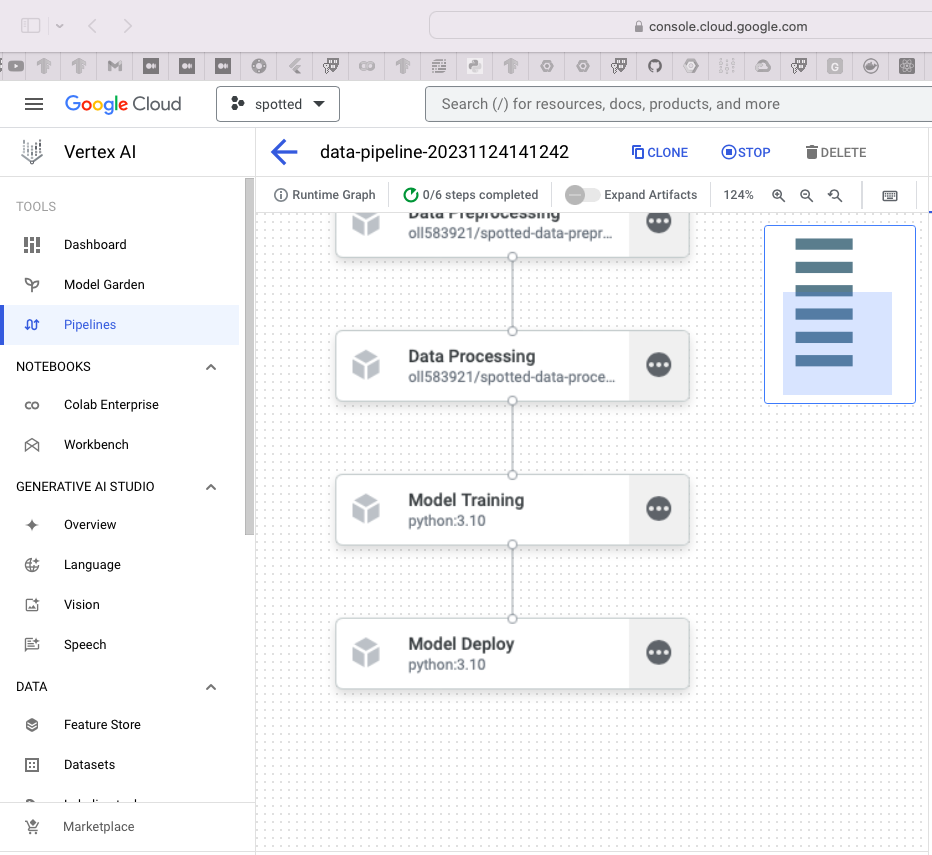 console.cloud.google.com
Google Cloud
spotted
Search (/) for resources, docs, products, and more
Vertex AI
data-pipeline-20231124141242
CLONE
STOP
DELETE
Runtime Graph
0/6 steps completed
Expand Artifacts
124%
TOOLS
Dashboard
Model Garden
Pipelines
NOTEBOOKS
Colab Enterprise
Workbench
GENERATIVE AI STUDIO
Overview
Language
Vision
Speech
DATA
Feature Store
Datasets
Marketplace
Data Preprocessing
oll583921/spotted-data-prepr...
Data Processing
oll583921/spotted-data-proce...
Model Training
python:3.10
Model Deploy
python:3.10